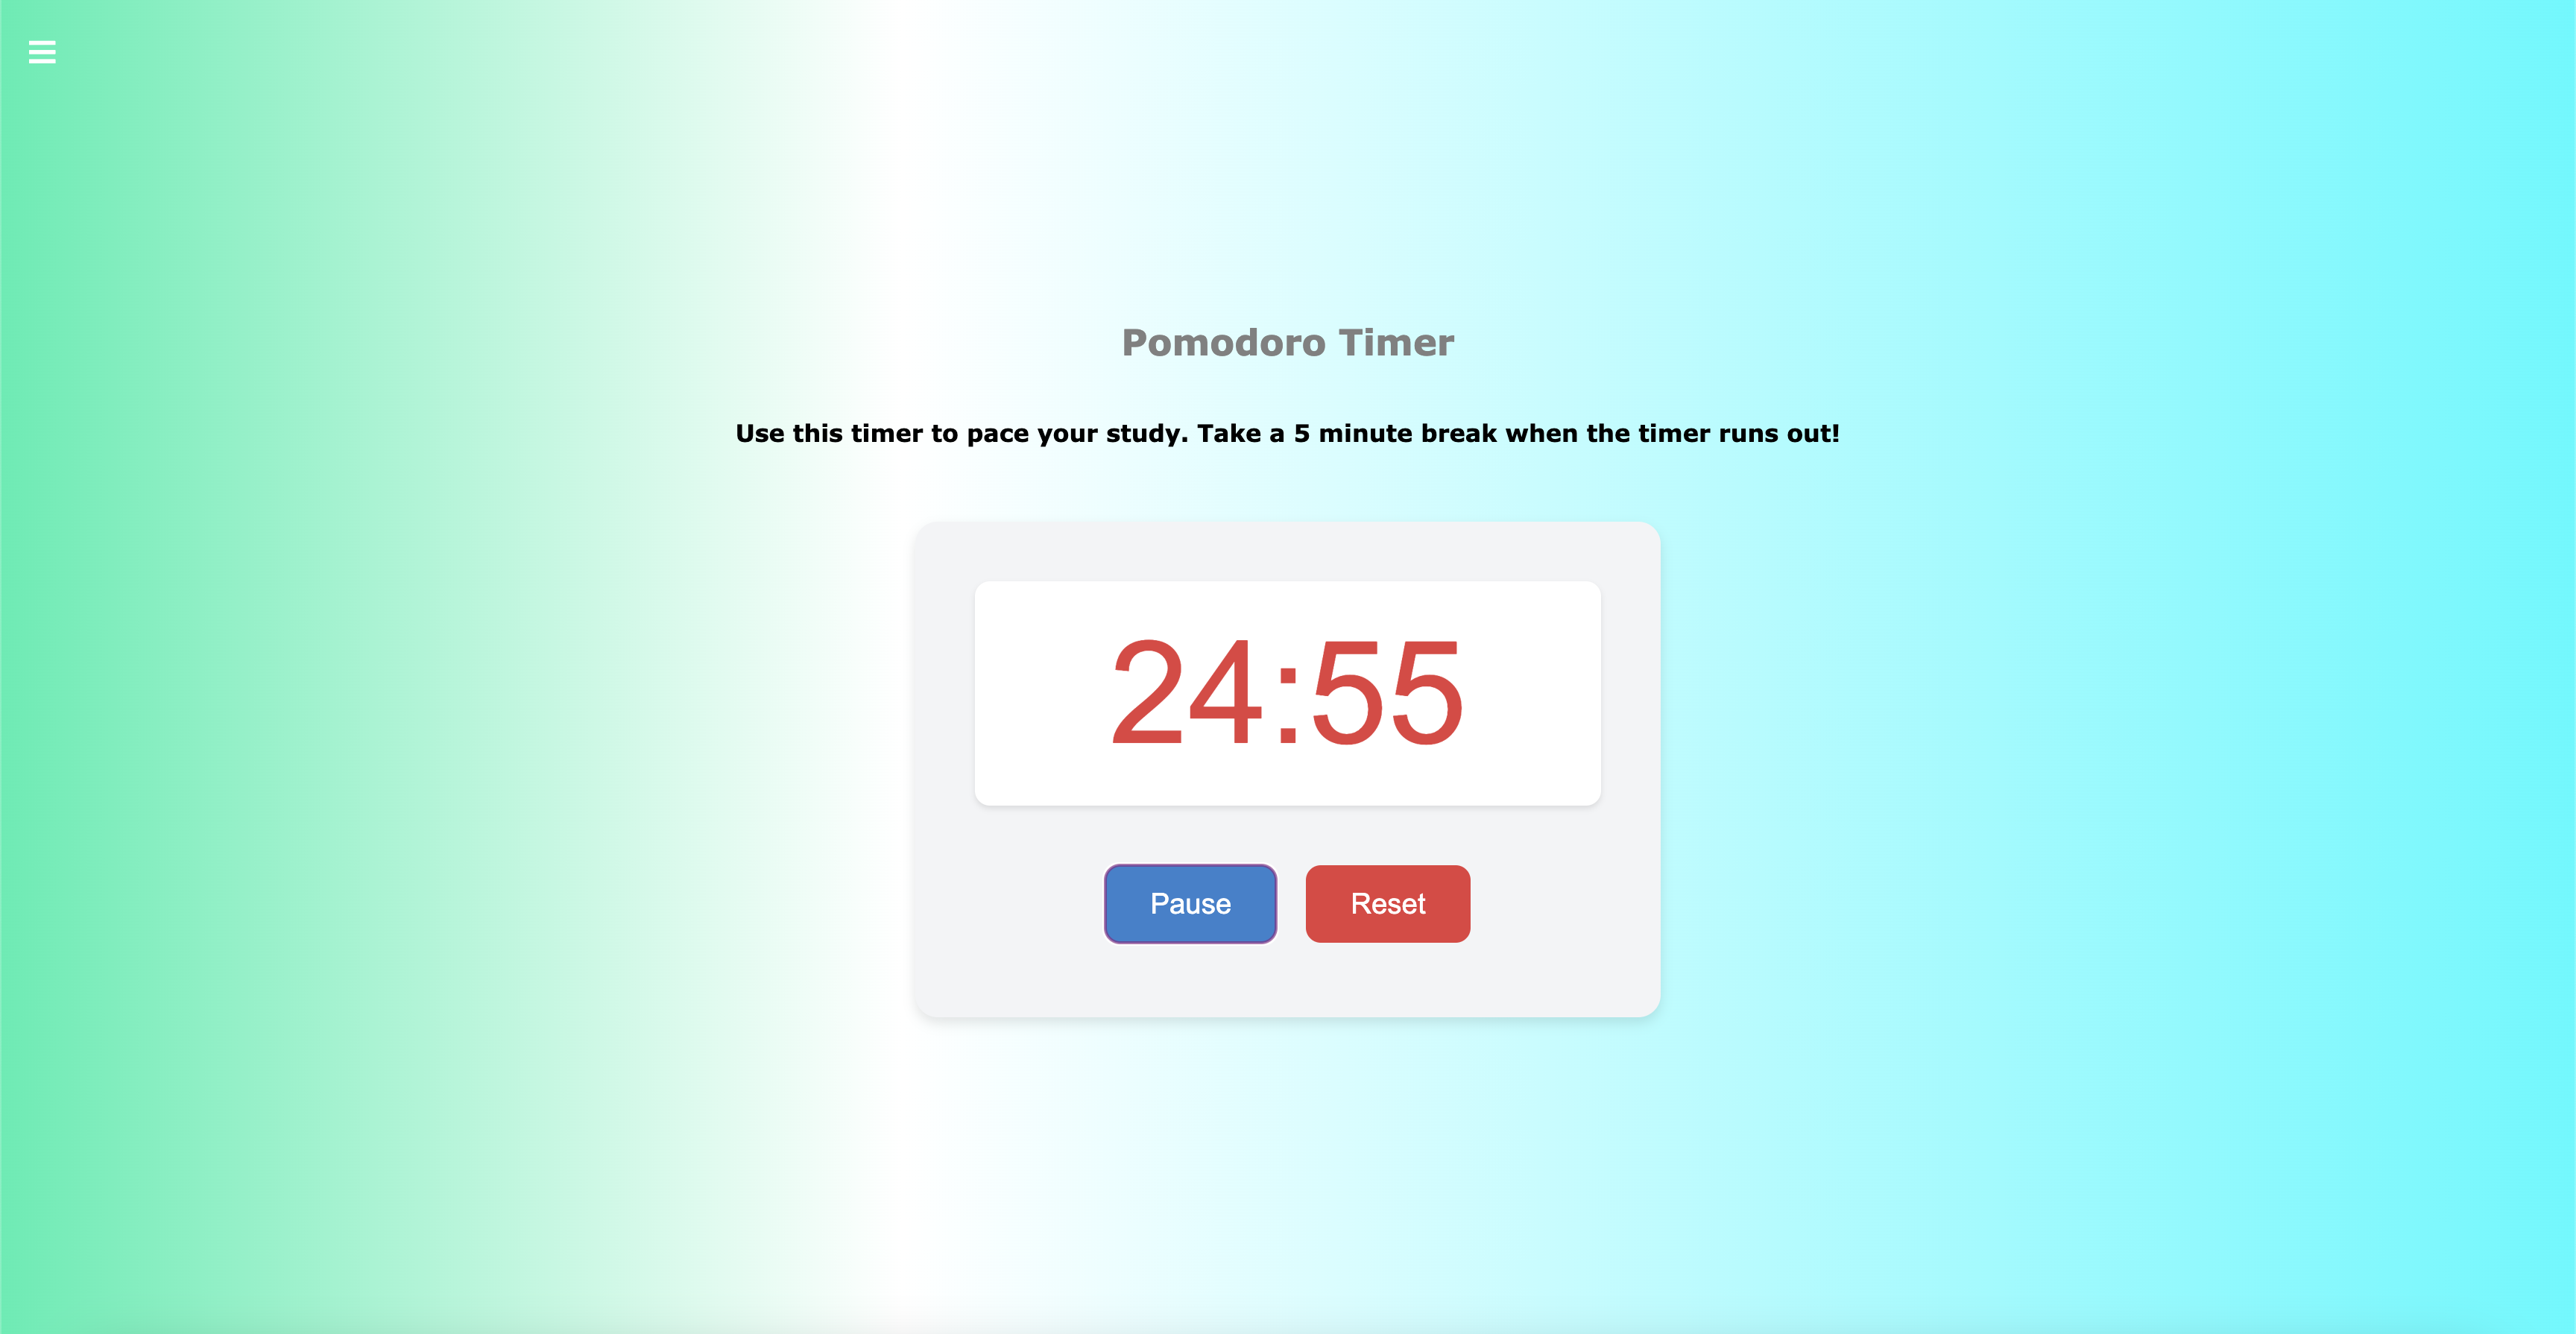 Pomodoro Timer
Use this timer to pace your study. Take a 5 minute break when the timer runs out!
24:55
Pause
Reset